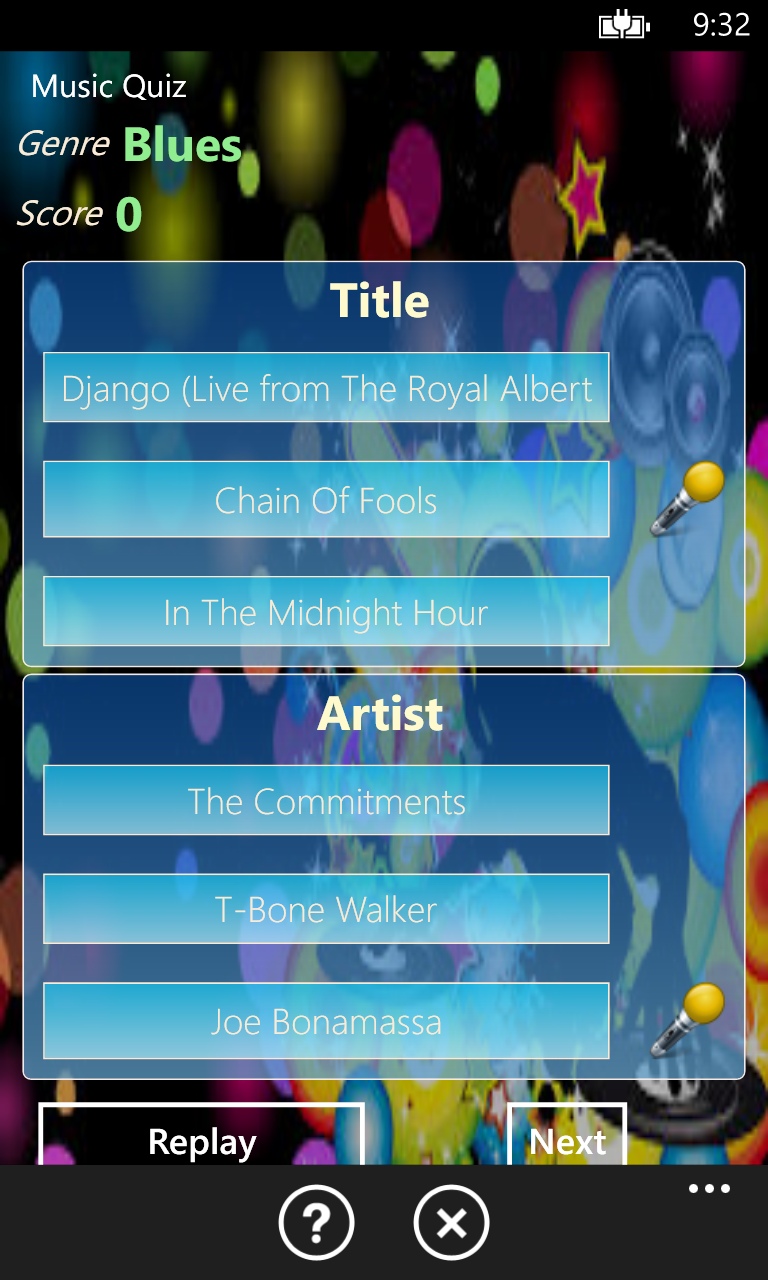 9:32
Music Quiz
Genre Blues
Score 0
Title
Django (Live from The Royal Albert
Chain Of Fools
In The Midnight Hour
Artist
The Commitments
T-Bone Walker
Joe Bonamassa
Replay Next
?